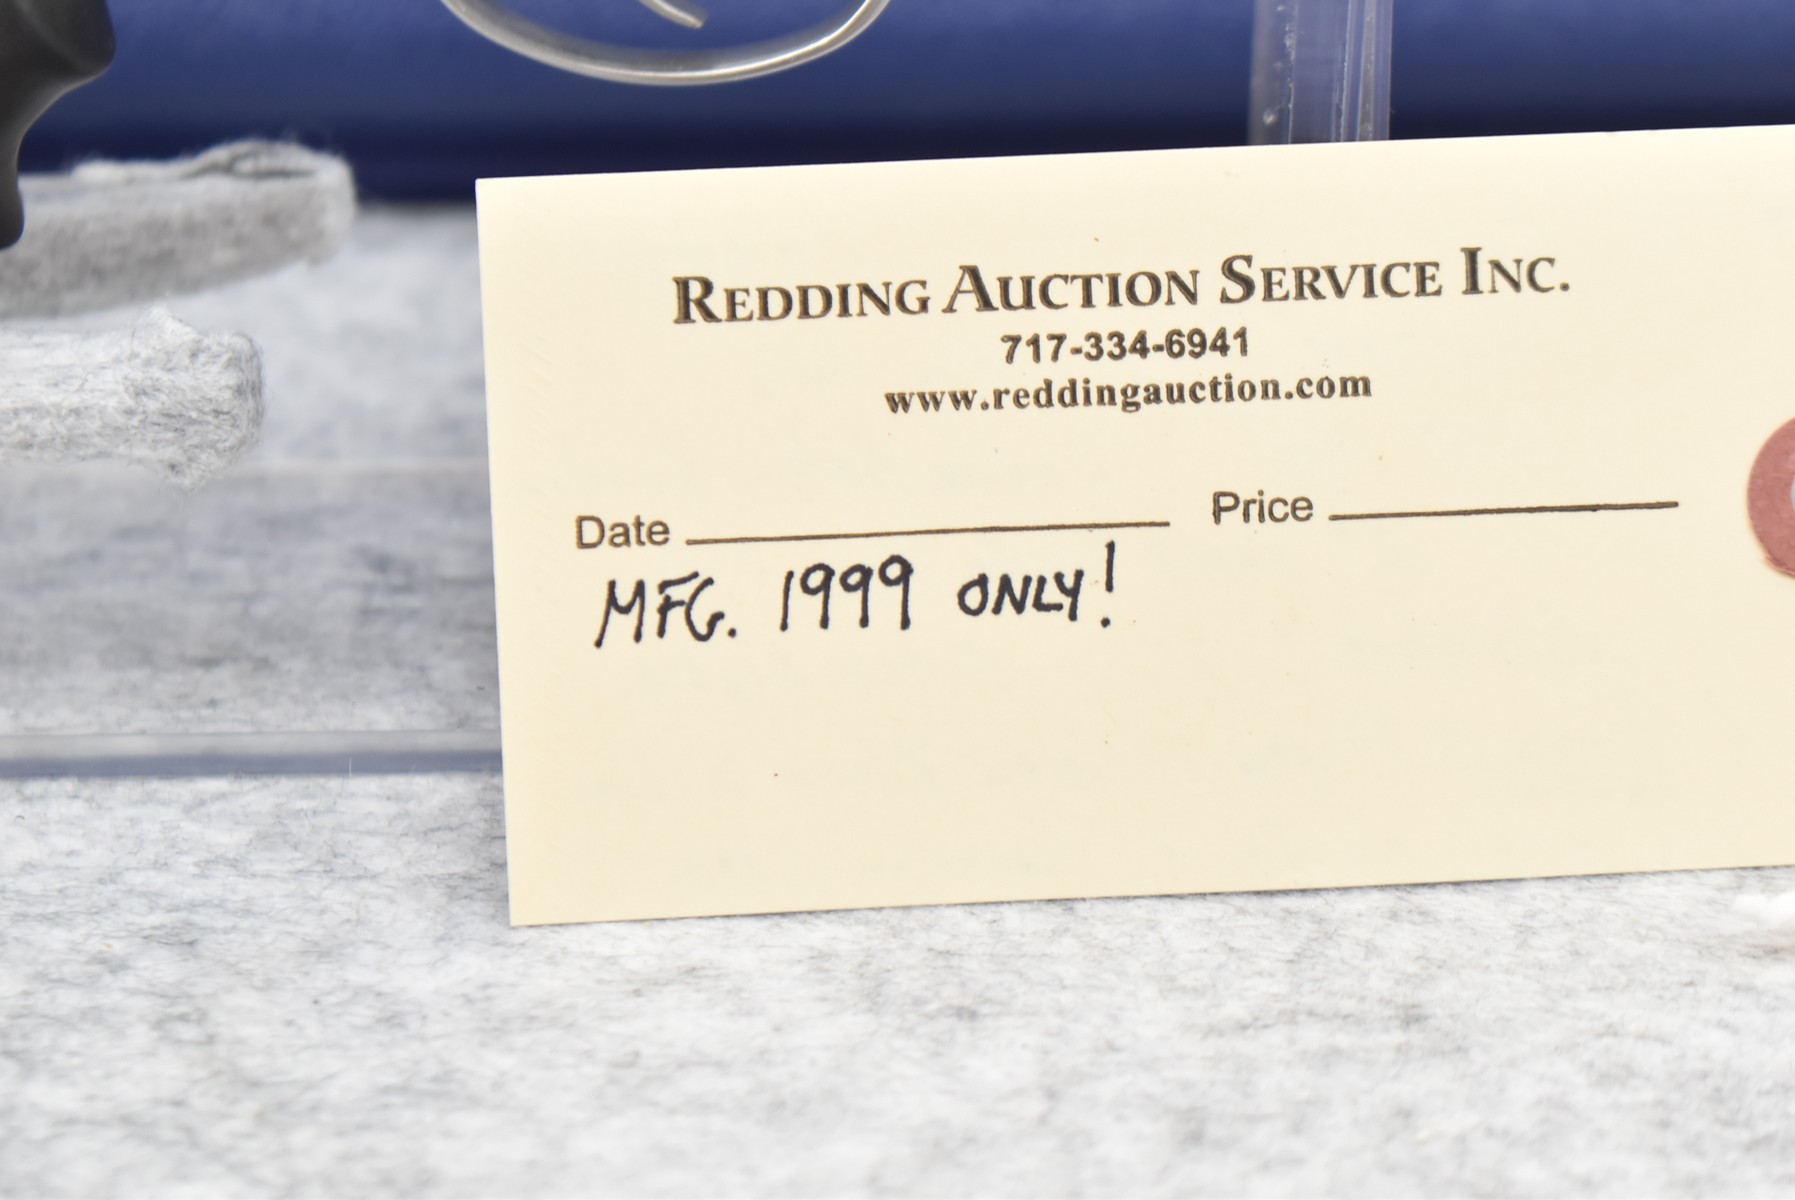 REDDING AUCTION SERVICE INC.
717-334-6941
www.reddingauction.com
Date Price
MFG. 1999 ONLY!